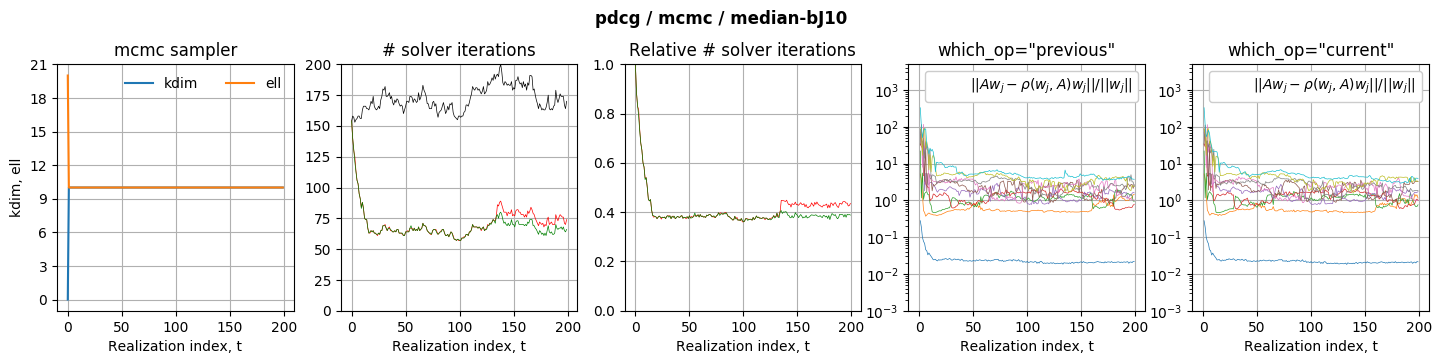 pdcg / mcmc / median-bJ10
mcmc sampler
kdim, ell
21
18
15
12
9
6
3
0
kdim
ell
0 50 100 150 200
Realization index, t
# solver iterations
200
175
150
125
100
75
50
25
0
0 50 100 150 200
Realization index, t
Relative # solver iterations
1.0
0.8
0.6
0.4
0.2
0.0
0 50 100 150 200
Realization index, t
which_op="previous"
||Aw_j − ρ(w_j, A)w_j||/||w_j||
10^3
10^2
10^1
10^0
10^−1
10^−2
10^−3
0 50 100 150 200
Realization index, t
which_op="current"
||Aw_j − ρ(w_j, A)w_j||/||w_j||
10^3
10^2
10^1
10^0
10^−1
10^−2
10^−3
0 50 100 150 200
Realization index, t